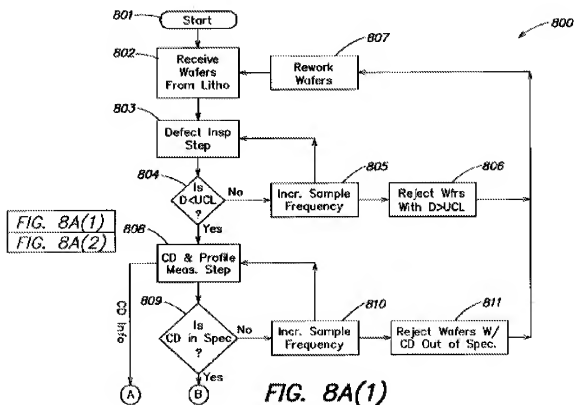 801
Start
800
802
Receive
Wafers
From Litho
807
Rework
Wafers
803
Defect Insp
Step
804
Is
D<UCL
?
No
805
Incr. Sample
Frequency
806
Reject Wfrs
With D>UCL
Yes
FIG. 8A(1)
FIG. 8A(2)
808
CD & Profile
Meas. Step
CD Info
809
Is
CD in Spec
?
No
810
Incr. Sample
Frequency
811
Reject Wafers W/
CD Out of Spec.
Yes
A
B
FIG. 8A(1)